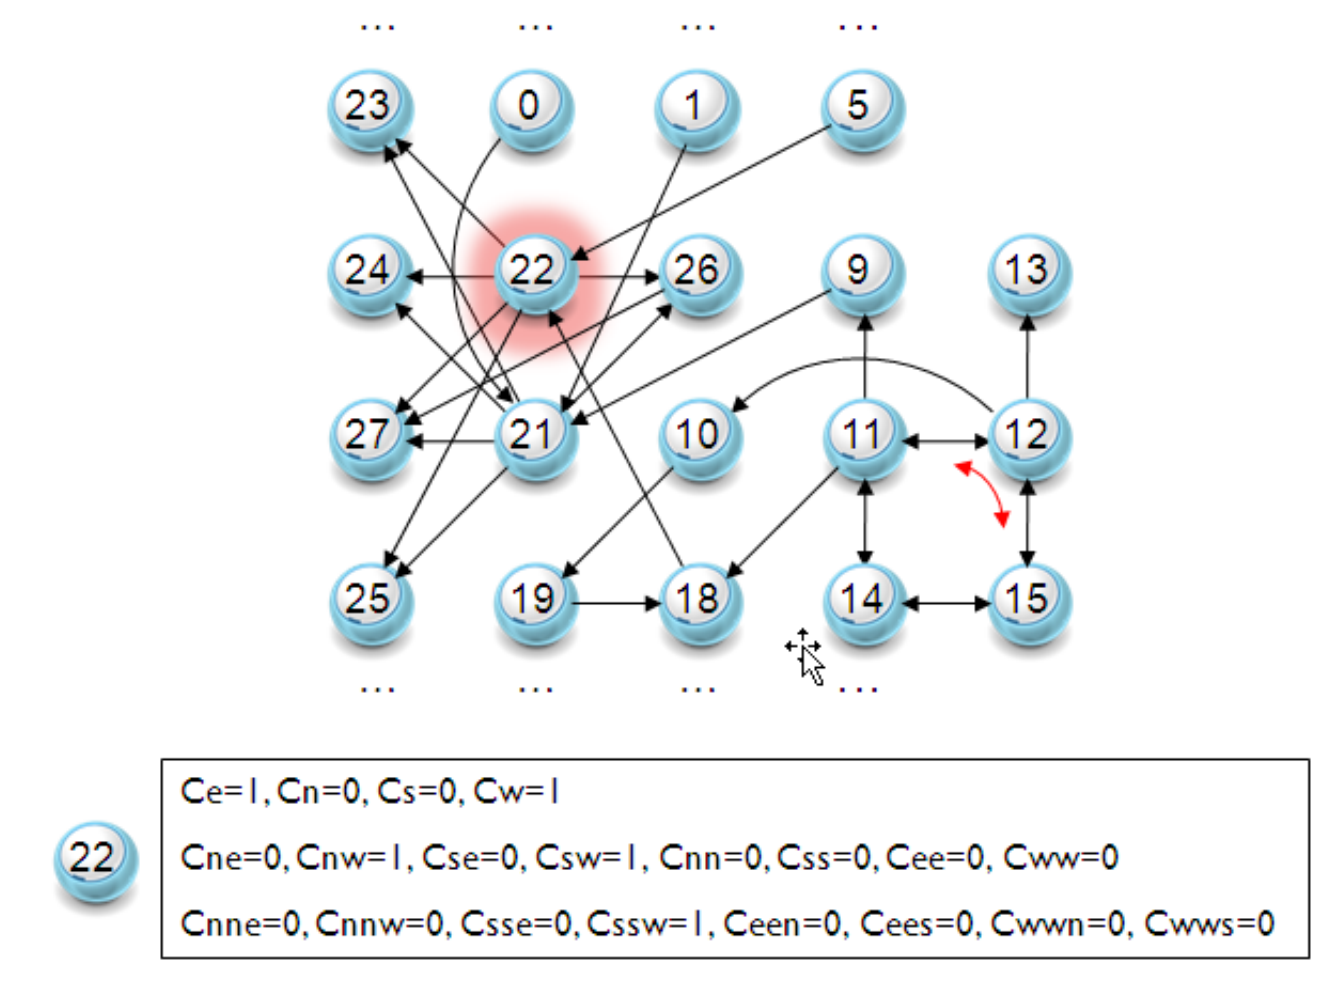 ... ... ... ...
23 0 1 5
24 22 26 9 13
27 21 10 11 12
25 19 18 14 15
... ... ... ...
Ce=1, Cn=0, Cs=0, Cw=1
22 Cne=0, Cnw=1, Cse=0, Csw=1, Cnn=0, Css=0, Cee=0, Cww=0
Cnne=0, Cnnw=0, Csse=0, Cssw=1, Ceen=0, Cees=0, Cwwn=0, Cwws=0